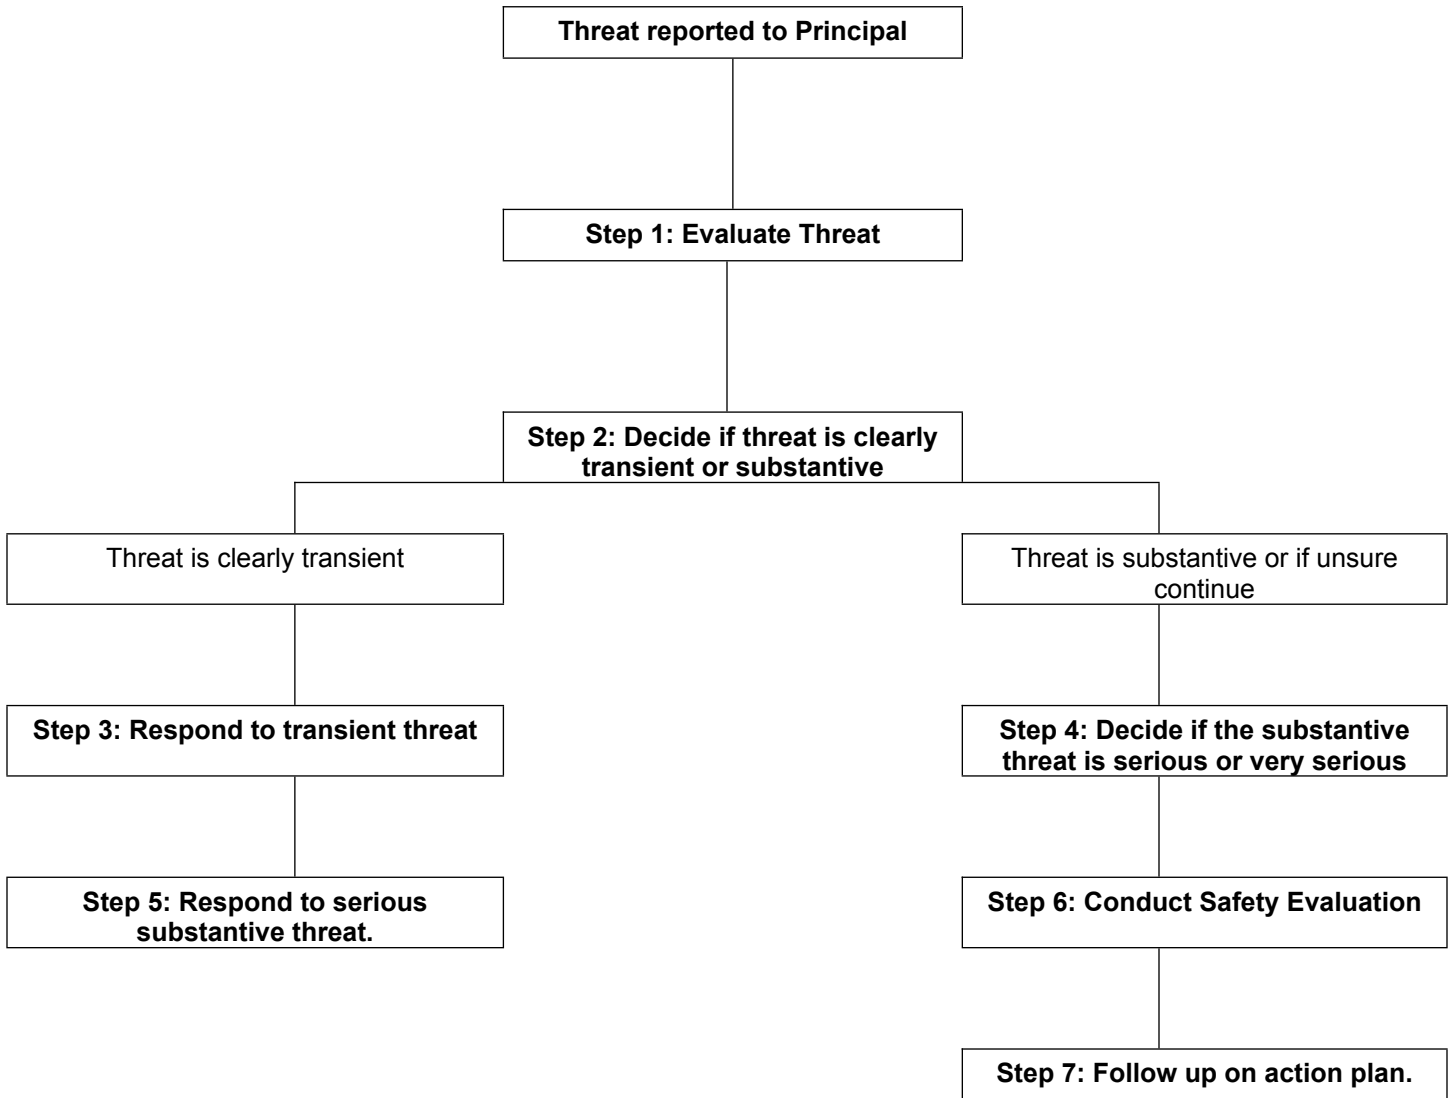 Threat reported to Principal
Step 1: Evaluate Threat
Step 2: Decide if threat is clearly
transient or substantive
Threat is clearly transient
Threat is substantive or if unsure
continue
Step 3: Respond to transient threat
Step 4: Decide if the substantive
threat is serious or very serious
Step 5: Respond to serious
substantive threat.
Step 6: Conduct Safety Evaluation
Step 7: Follow up on action plan.